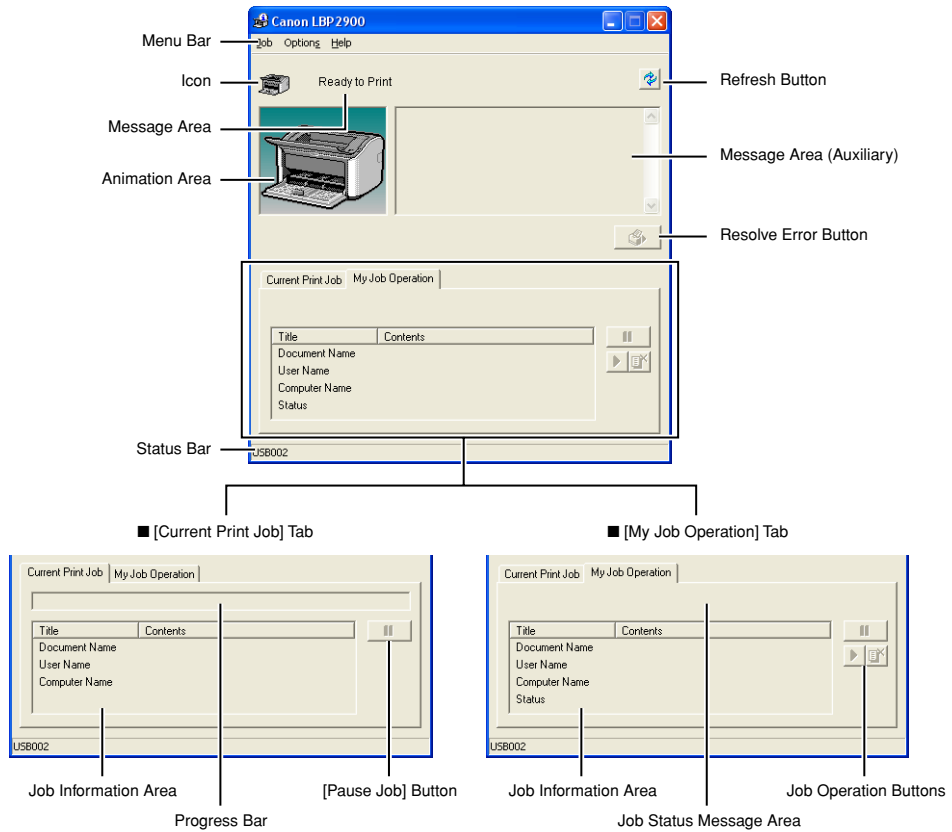 Canon LBP2900
Menu Bar
Job Options Help
Icon
Ready to Print
Refresh Button
Message Area
Message Area (Auxiliary)
Animation Area
Resolve Error Button
Current Print Job My Job Operation
Title Contents
Document Name
User Name
Computer Name
Status
Status Bar
USB002
■ [Current Print Job] Tab
■ [My Job Operation] Tab
Current Print Job My Job Operation
Title Contents
Document Name
User Name
Computer Name
USB002
Job Information Area
[Pause Job] Button
Progress Bar
Current Print Job My Job Operation
Title Contents
Document Name
User Name
Computer Name
Status
USB002
Job Information Area
Job Operation Buttons
Job Status Message Area